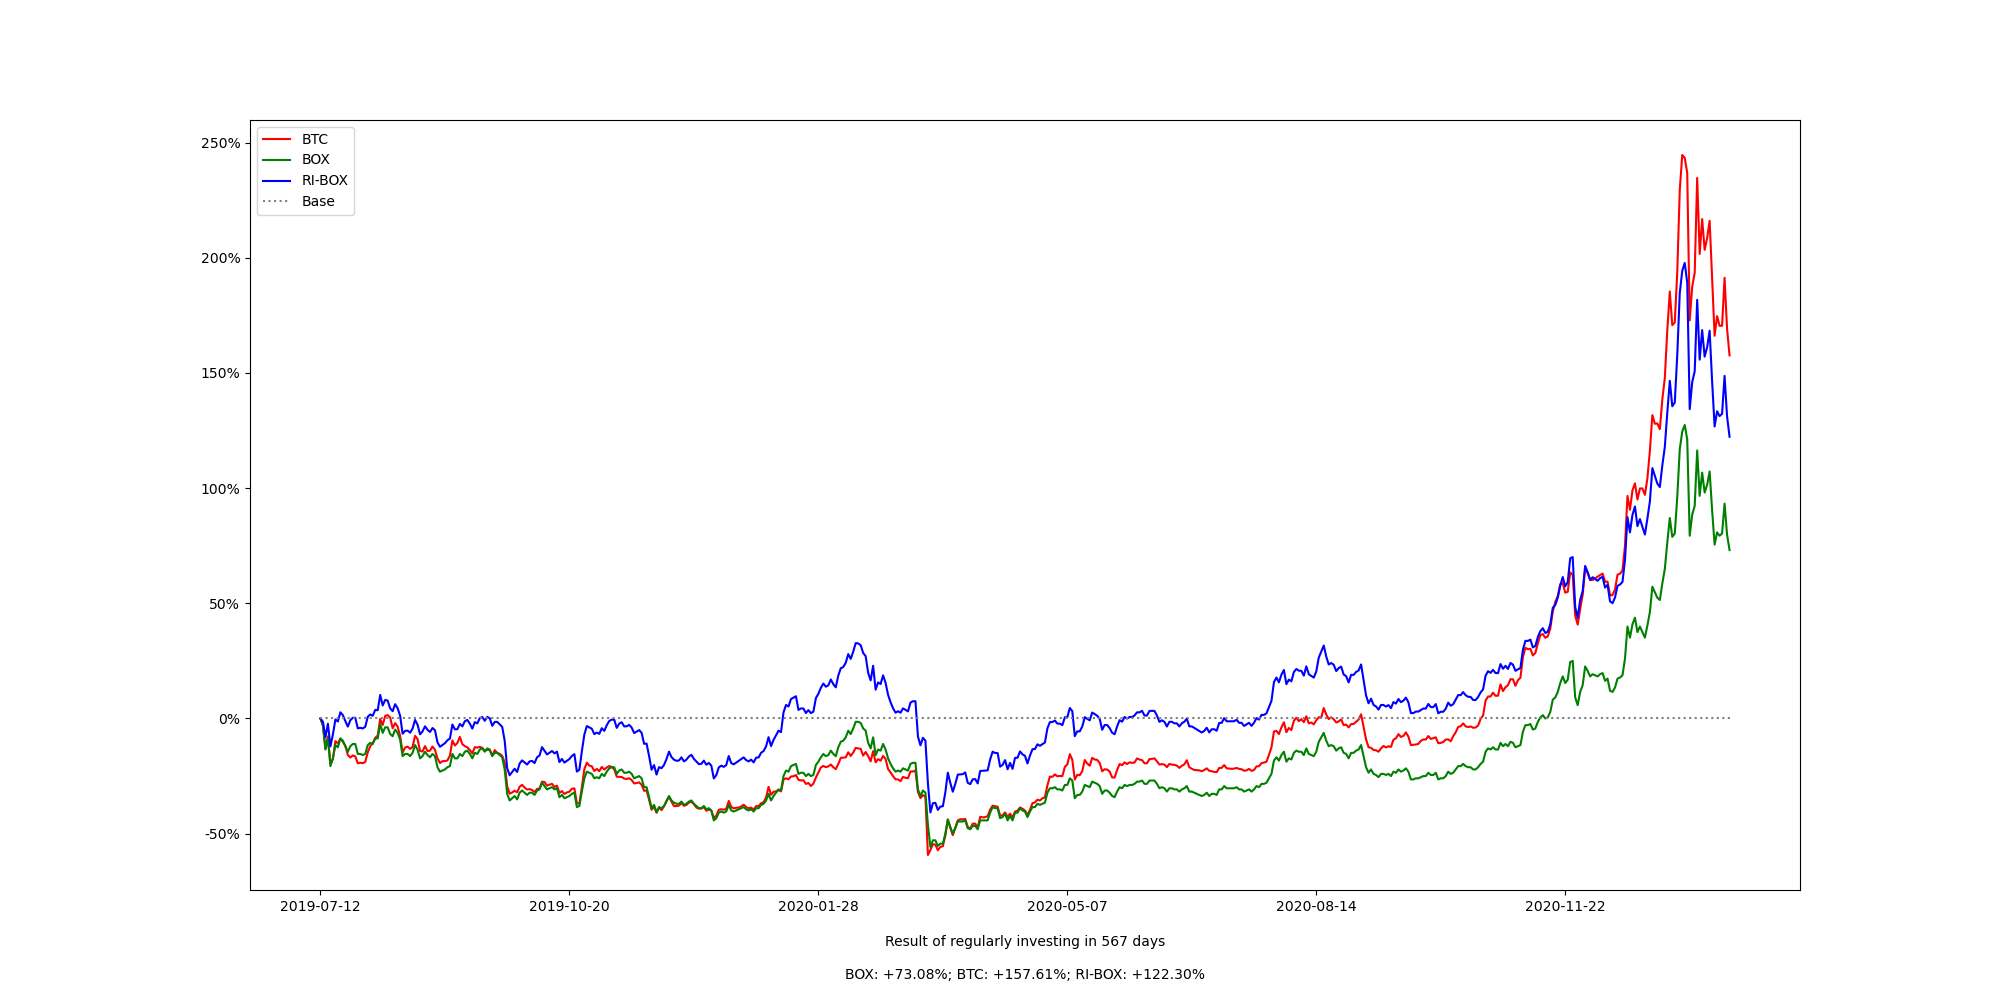 BTC
BOX
RI-BOX
Base
250%
200%
150%
100%
50%
0%
-50%
2019-07-12 2019-10-20 2020-01-28 2020-05-07 2020-08-14 2020-11-22
Result of regularly investing in 567 days
BOX: +73.08%; BTC: +157.61%; RI-BOX: +122.30%